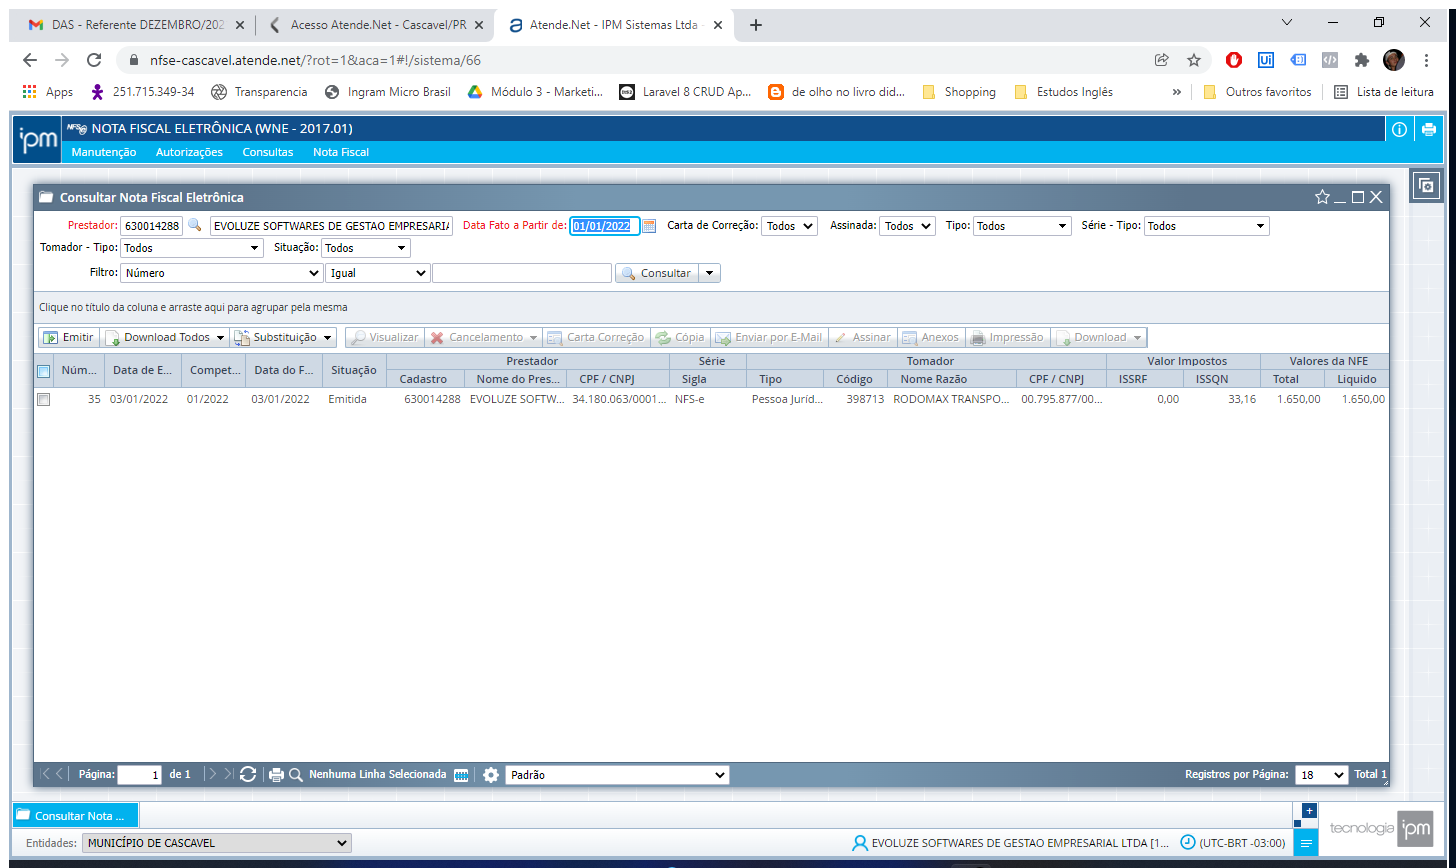 DAS - Referente DEZEMBRO/202
Acesso Atende.Net - Cascavel/PR
Atende.Net - IPM Sistemas Ltda
nfse-cascavel.atende.net/?rot=1&aca=1#!/sistema/66
Apps 251.715.349-34 Transparencia Ingram Micro Brasil Módulo 3 - Marketi... Laravel 8 CRUD Ap... de olho no livro did... Shopping Estudos Inglês » Outros favoritos Lista de leitura
ipm NFS-e NOTA FISCAL ELETRÔNICA (WNE - 2017.01)
Manutenção Autorizações Consultas Nota Fiscal
Consultar Nota Fiscal Eletrônica
Prestador: 630014288 EVOLUZE SOFTWARES DE GESTAO EMPRESARIA Data Fato a Partir de: 01/01/2022 Carta de Correção: Todos Assinada: Todos Tipo: Todos Série - Tipo: Todos
Tomador - Tipo: Todos Situação: Todos
Filtro: Número Igual Consultar
Clique no título da coluna e arraste aqui para agrupar pela mesma
Emitir Download Todos Substituição Visualizar Cancelamento Carta Correção Cópia Enviar por E-Mail Assinar Anexos Impressão Download
Núm... Data de E... Compet... Data do F... Situação Prestador Série Tomador Valor Impostos Valores da NFE
Cadastro Nome do Pres... CPF / CNPJ Sigla Tipo Código Nome Razão CPF / CNPJ ISSRF ISSQN Total Liquido
35 03/01/2022 01/2022 03/01/2022 Emitida 630014288 EVOLUZE SOFTW... 34.180.063/0001... NFS-e Pessoa Juríd... 398713 RODOMAX TRANSPO... 00.795.877/00... 0,00 33,16 1.650,00 1.650,00
Página: 1 de 1 Nenhuma Linha Selecionada Padrão Registros por Página: 18 Total 1
Consultar Nota ...
tecnologia ipm
Entidades: MUNICÍPIO DE CASCAVEL EVOLUZE SOFTWARES DE GESTAO EMPRESARIAL LTDA [1... (UTC-BRT -03:00)